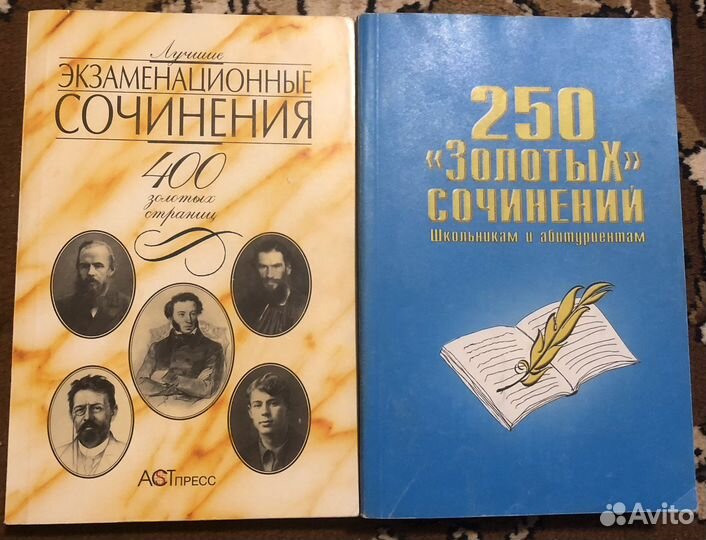 Лучшие
ЭКЗАМЕНАЦИОННЫЕ
СОЧИНЕНИЯ
400
золотых
страниц
АСТ ПРЕСС
250
«ЗОЛОТЫХ»
СОЧИНЕНИЙ
Школьникам и абитуриентам
Avito